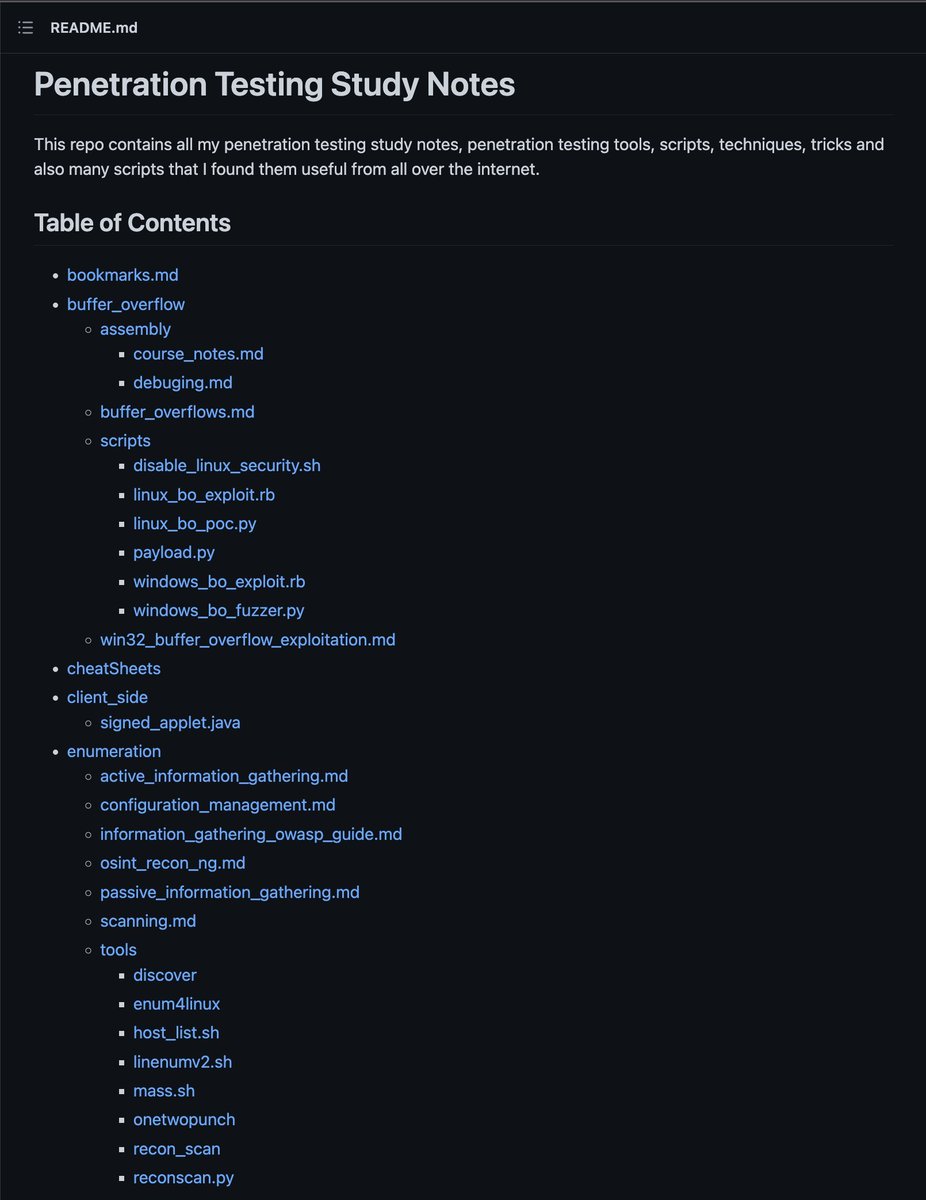 README.md
Penetration Testing Study Notes
This repo contains all my penetration testing study notes, penetration testing tools, scripts, techniques, tricks and
also many scripts that I found them useful from all over the internet.
Table of Contents
bookmarks.md
buffer_overflow
assembly
course_notes.md
debuging.md
buffer_overflows.md
scripts
disable_linux_security.sh
linux_bo_exploit.rb
linux_bo_poc.py
payload.py
windows_bo_exploit.rb
windows_bo_fuzzer.py
win32_buffer_overflow_exploitation.md
cheatSheets
client_side
signed_applet.java
enumeration
active_information_gathering.md
configuration_management.md
information_gathering_owasp_guide.md
osint_recon_ng.md
passive_information_gathering.md
scanning.md
tools
discover
enum4linux
host_list.sh
linenumv2.sh
mass.sh
onetwopunch
recon_scan
reconscan.py